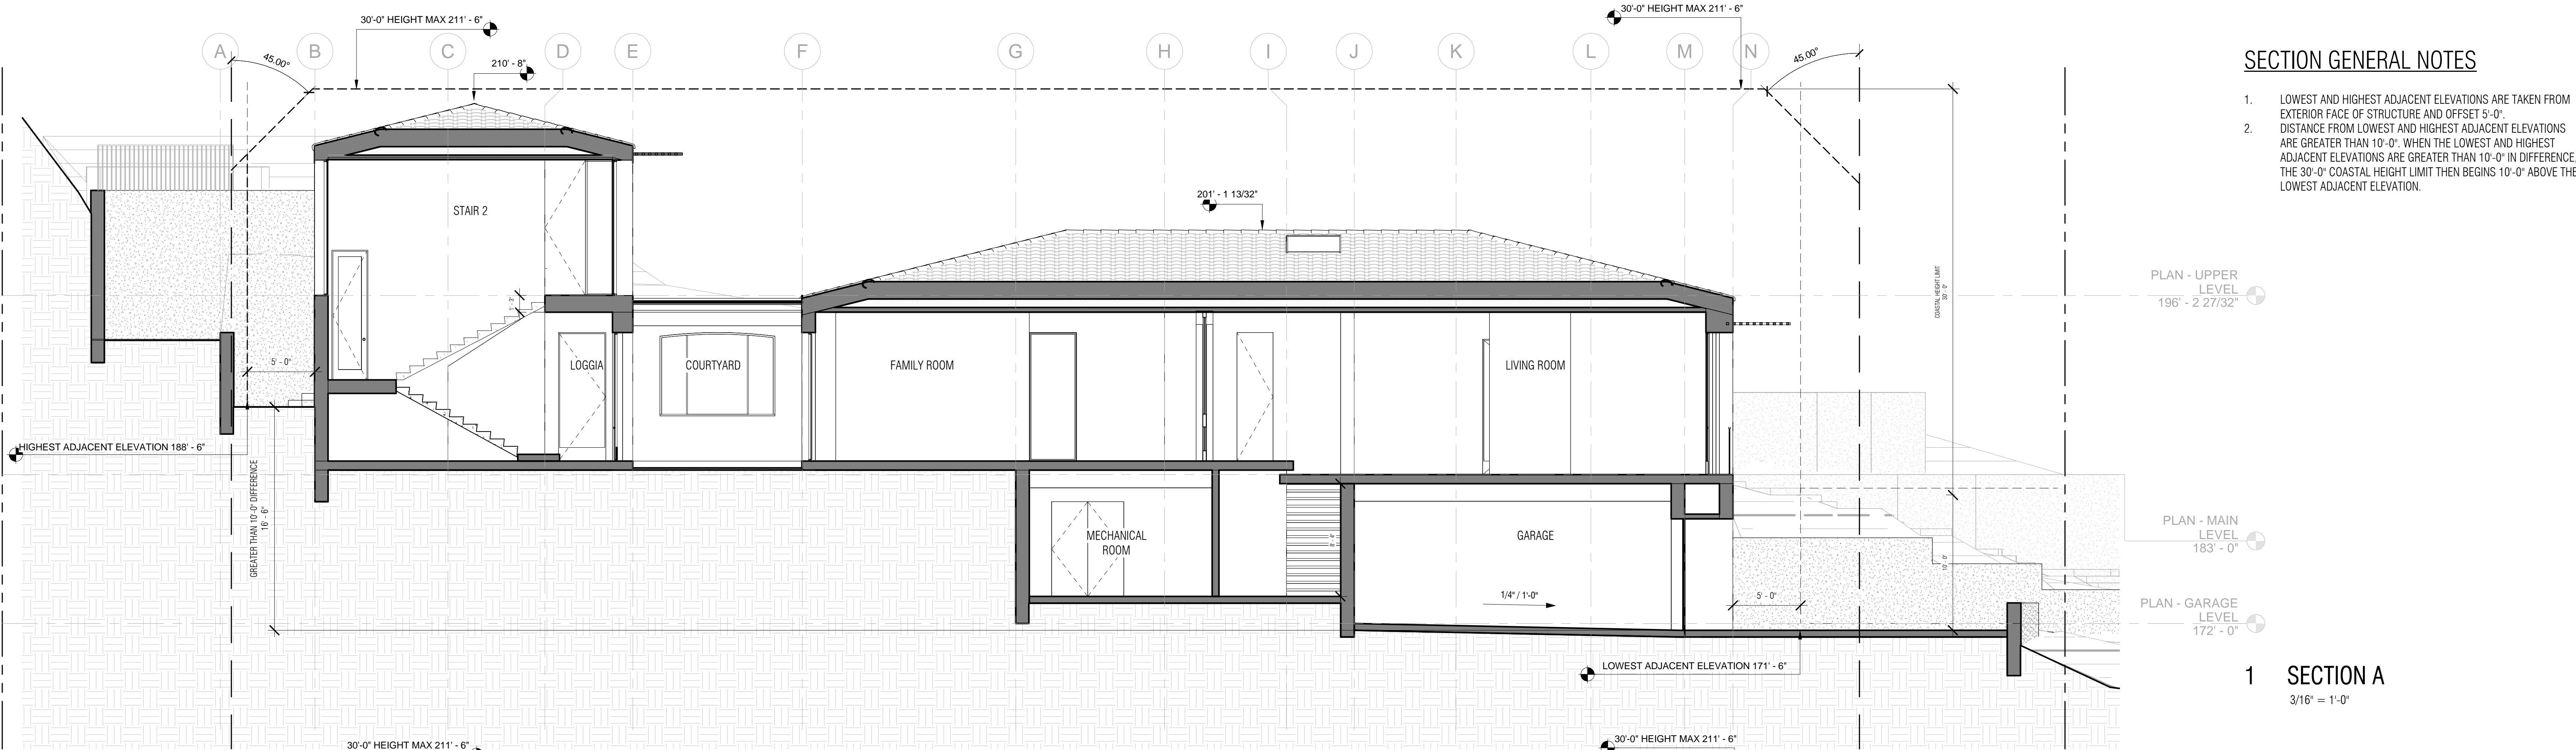 30'-0" HEIGHT MAX 211' - 6"
30'-0" HEIGHT MAX 211' - 6"
A
B
C
D
E
F
G
H
I
J
K
L
M
N
45.00°
45.00°
210' - 8"
SECTION GENERAL NOTES
1. LOWEST AND HIGHEST ADJACENT ELEVATIONS ARE TAKEN FROM
EXTERIOR FACE OF STRUCTURE AND OFFSET 5'-0".
2. DISTANCE FROM LOWEST AND HIGHEST ADJACENT ELEVATIONS
ARE GREATER THAN 10'-0". WHEN THE LOWEST AND HIGHEST
ADJACENT ELEVATIONS ARE GREATER THAN 10'-0" IN DIFFERENCE,
THE 30'-0" COASTAL HEIGHT LIMIT THEN BEGINS 10'-0" ABOVE THE
LOWEST ADJACENT ELEVATION.
201' - 1 13/32"
STAIR 2
COASTAL HEIGHT LIMIT
30' - 0"
PLAN - UPPER
LEVEL
196' - 2 27/32"
5' - 0"
LOGGIA
COURTYARD
FAMILY ROOM
LIVING ROOM
HIGHEST ADJACENT ELEVATION 188' - 6"
GREATER THAN 10'-0" DIFFERENCE
16' - 6"
MECHANICAL
ROOM
GARAGE
PLAN - MAIN
LEVEL
183' - 0"
10' - 0"
1/4" / 1'-0"
5' - 0"
PLAN - GARAGE
LEVEL
172' - 0"
LOWEST ADJACENT ELEVATION 171' - 6"
1 SECTION A
3/16" = 1'-0"
30'-0" HEIGHT MAX 211' - 6"
30'-0" HEIGHT MAX 211' - 6"